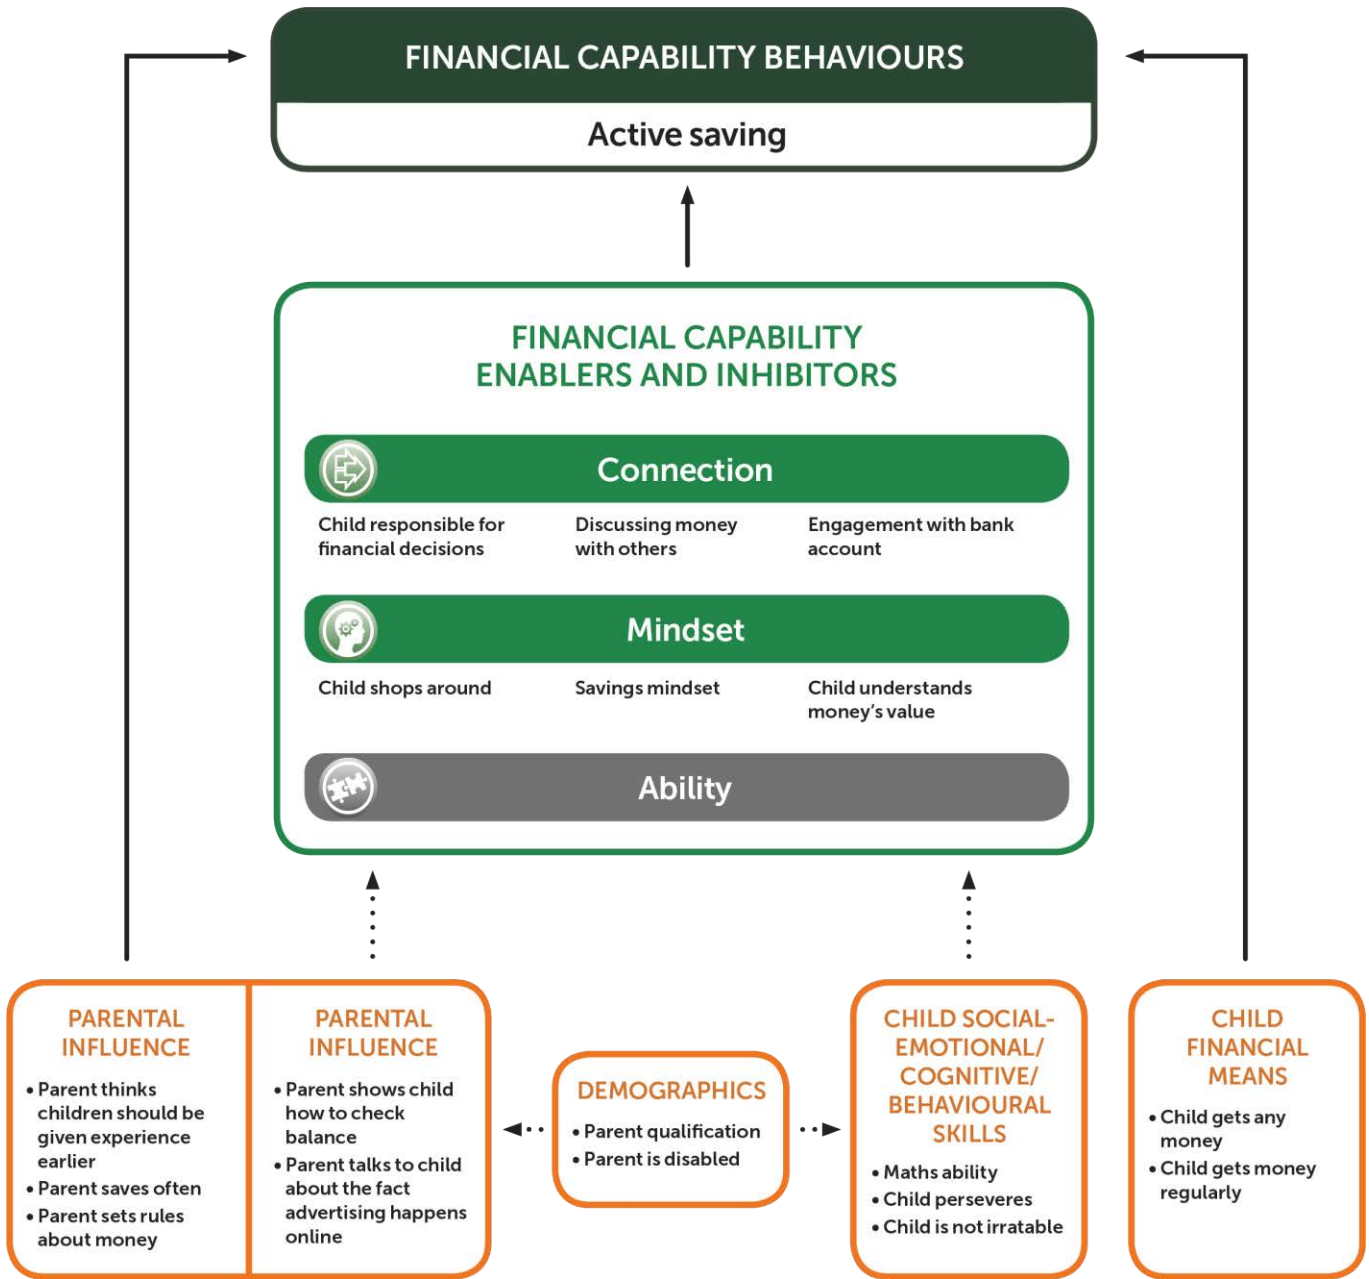 FINANCIAL CAPABILITY BEHAVIOURS
Active saving
FINANCIAL CAPABILITY
ENABLERS AND INHIBITORS
Connection
Child responsible for
financial decisions
Discussing money
with others
Engagement with bank
account
Mindset
Child shops around
Savings mindset
Child understands
money's value
Ability
PARENTAL
INFLUENCE
• Parent thinks
children should be
given experience
earlier
• Parent saves often
• Parent sets rules
about money
PARENTAL
INFLUENCE
• Parent shows child
how to check
balance
• Parent talks to child
about the fact
advertising happens
online
DEMOGRAPHICS
• Parent qualification
• Parent is disabled
CHILD SOCIAL-
EMOTIONAL/
COGNITIVE/
BEHAVIOURAL
SKILLS
• Maths ability
• Child perseveres
• Child is not irratable
CHILD
FINANCIAL
MEANS
• Child gets any
money
• Child gets money
regularly